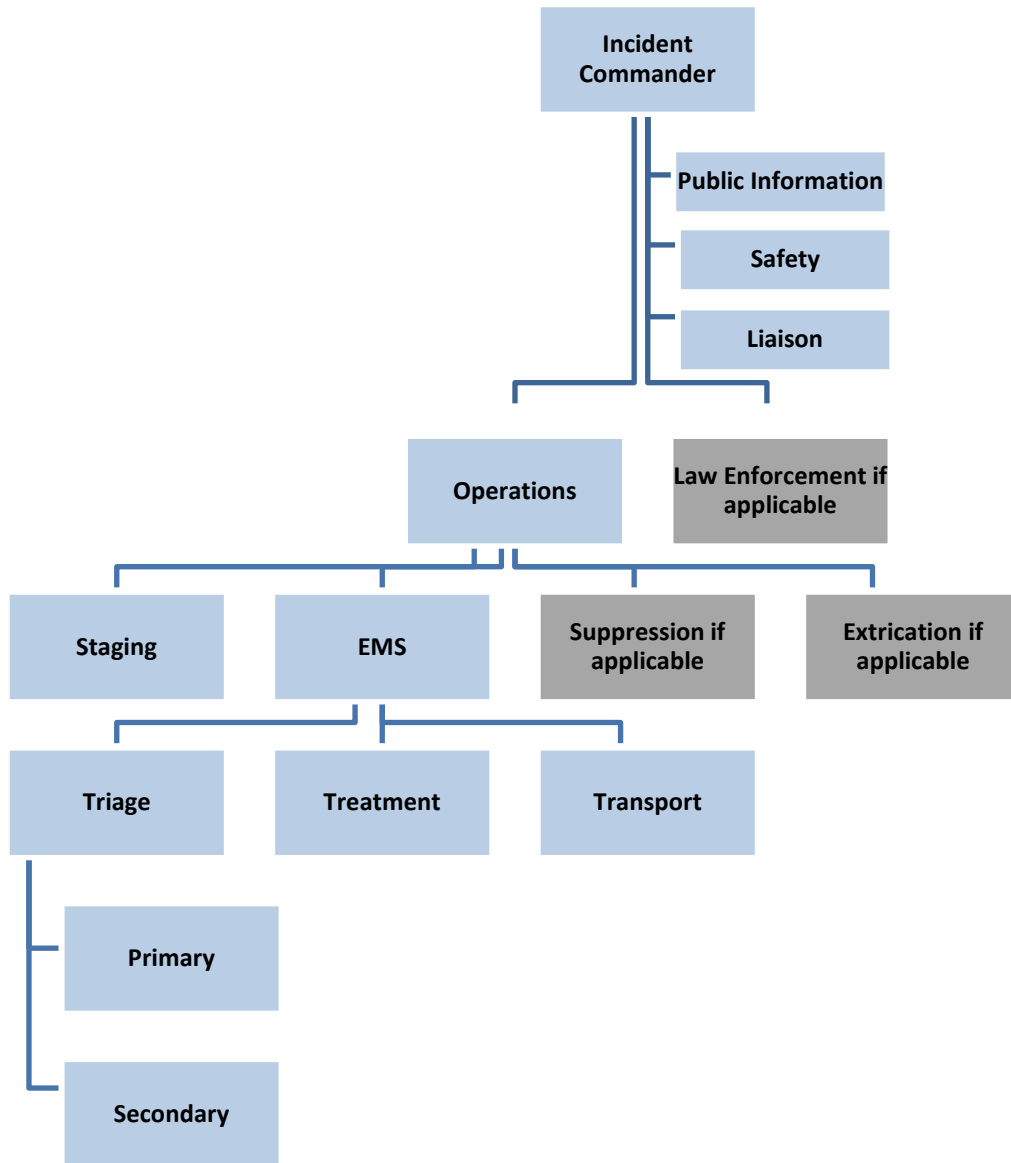 Incident
Commander
Public Information
Safety
Liaison
Operations
Law Enforcement if
applicable
Staging
EMS
Suppression if
applicable
Extrication if
applicable
Triage
Treatment
Transport
Primary
Secondary